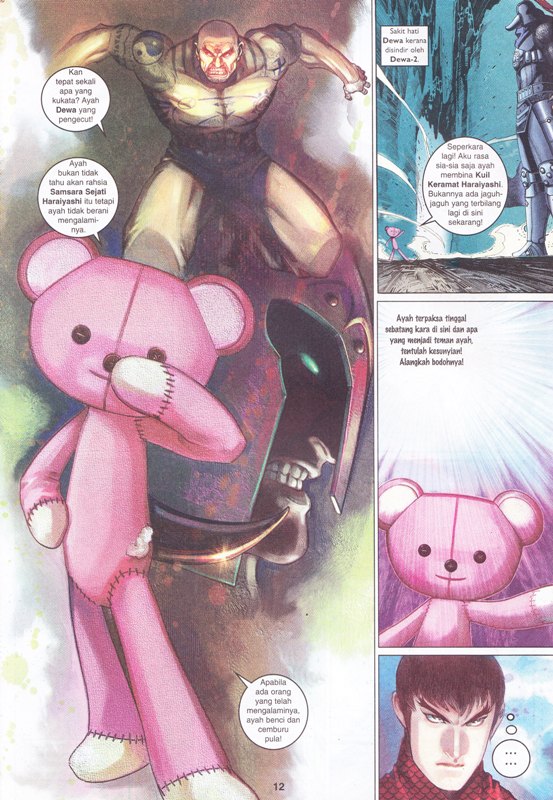 Kan
tepat sekali
apa yang
kukata? Ayah
Dewa yang
pengecut!
Ayah
bukan tidak
tahu akan rahsia
Samsara Sejati
Haraiyashi itu tetapi
ayah tidak berani
mengalami-
nya.
Apabila
ada orang
yang telah
mengalaminya,
ayah benci dan
cemburu
pula!
Sakit hati
Dewa kerana
disindir oleh
Dewa-2.
Seperkara
lagi! Aku rasa
sia-sia saja ayah
membina Kuil
Keramat Haraiyashi.
Bukannya ada jaguh-
jaguh yang terbilang
lagi di sini
sekarang!
Ayah terpaksa tinggal
sebatang kara di sini dan apa
yang menjadi teman ayah,
tentulah kesunyian!
Alangkah bodohnya!
...
...
12